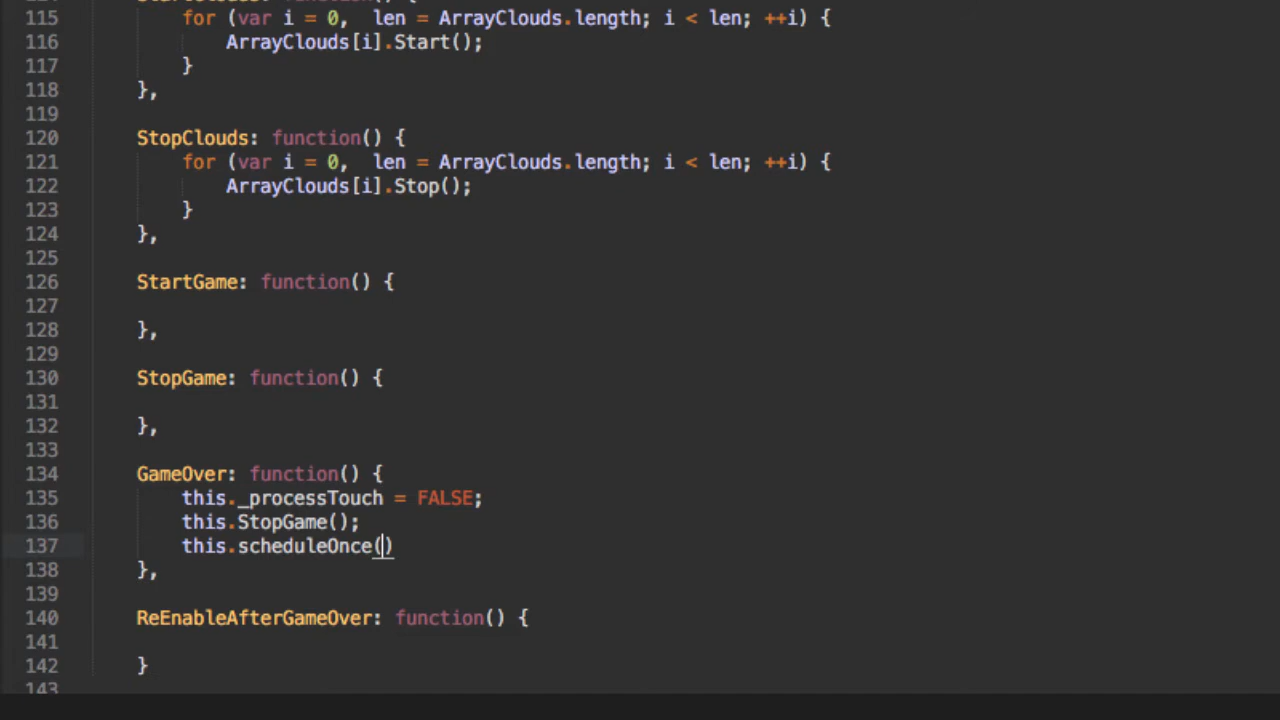 115 for (var i = 0,  len = ArrayClouds.length; i < len; ++i) {
116 ArrayClouds[i].Start();
117 }
118 },
119
120 StopClouds: function() {
121 for (var i = 0,  len = ArrayClouds.length; i < len; ++i) {
122 ArrayClouds[i].Stop();
123 }
124 },
125
126 StartGame: function() {
127
128 },
129
130 StopGame: function() {
131
132 },
133
134 GameOver: function() {
135 this._processTouch = FALSE;
136 this.StopGame();
137 this.scheduleOnce()
138 },
139
140 ReEnableAfterGameOver: function() {
141
142 }
143